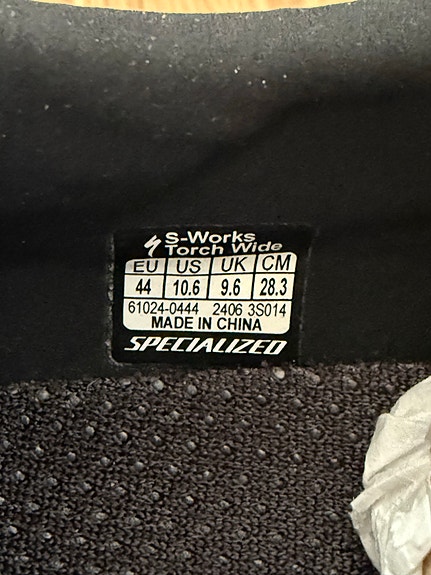 S-Works
Torch Wide
EU US UK CM
44 10.6 9.6 28.3
61024-0444 2406 3S014
MADE IN CHINA
SPECIALIZED